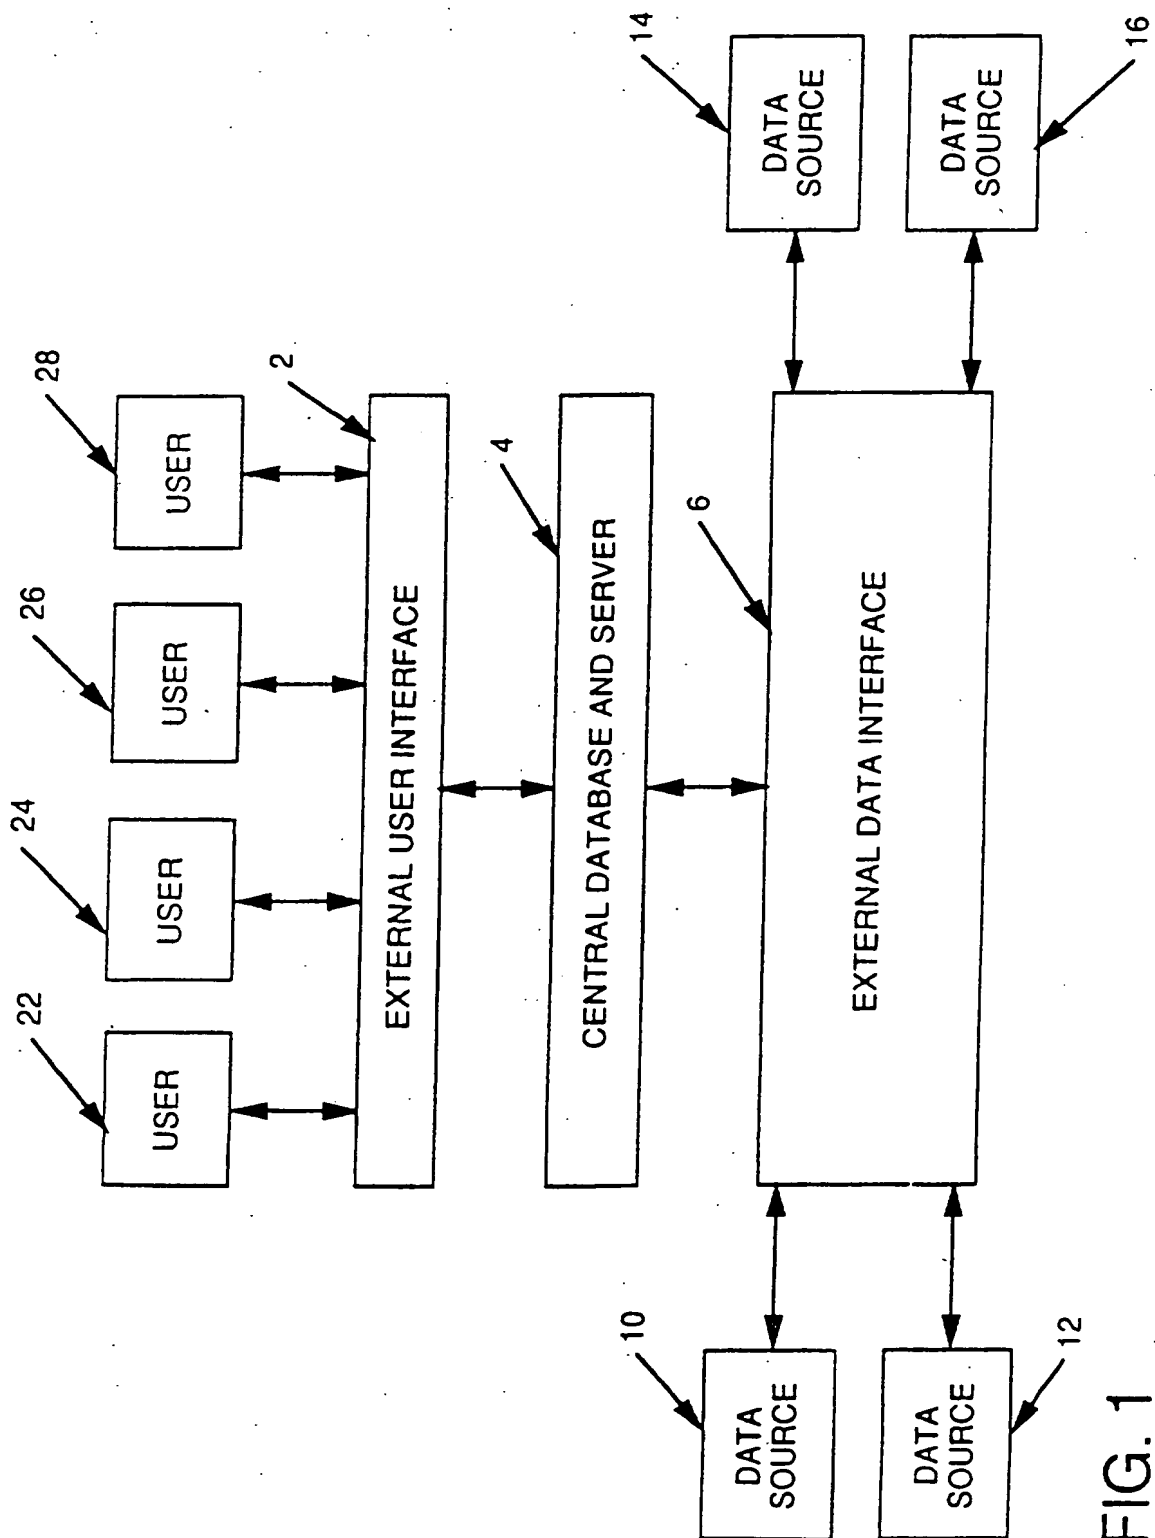 22
24
26
28
USER
USER
USER
USER
2
EXTERNAL USER INTERFACE
4
CENTRAL DATABASE AND SERVER
6
EXTERNAL DATA INTERFACE
10
DATA
SOURCE
12
DATA
SOURCE
14
DATA
SOURCE
16
DATA
SOURCE
FIG. 1